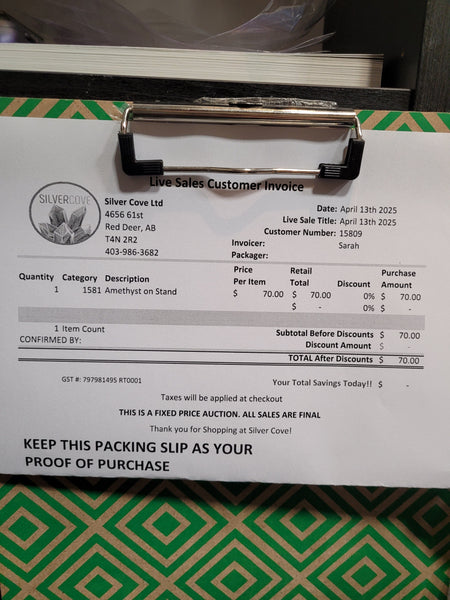 Live Sales Customer Invoice
SILVERCOVE
Silver Cove Ltd
4656 61st
Red Deer, AB
T4N 2R2
403-986-3682
Date: April 13th 2025
Live Sale Title: April 13th 2025
Customer Number: 15809
Invoicer: Sarah
Packager:
Quantity Category Description Price Per Item Retail Total Discount Purchase Amount
1 1581 Amethyst on Stand $ 70.00 $ 70.00 0% $ 70.00
$ - 0% $ -
1 Item Count
Subtotal Before Discounts $ 70.00
CONFIRMED BY:
Discount Amount $ -
TOTAL After Discounts $ 70.00
GST #: 797981495 RT0001
Your Total Savings Today!! $ -
Taxes will be applied at checkout
THIS IS A FIXED PRICE AUCTION. ALL SALES ARE FINAL
Thank you for Shopping at Silver Cove!
KEEP THIS PACKING SLIP AS YOUR
PROOF OF PURCHASE